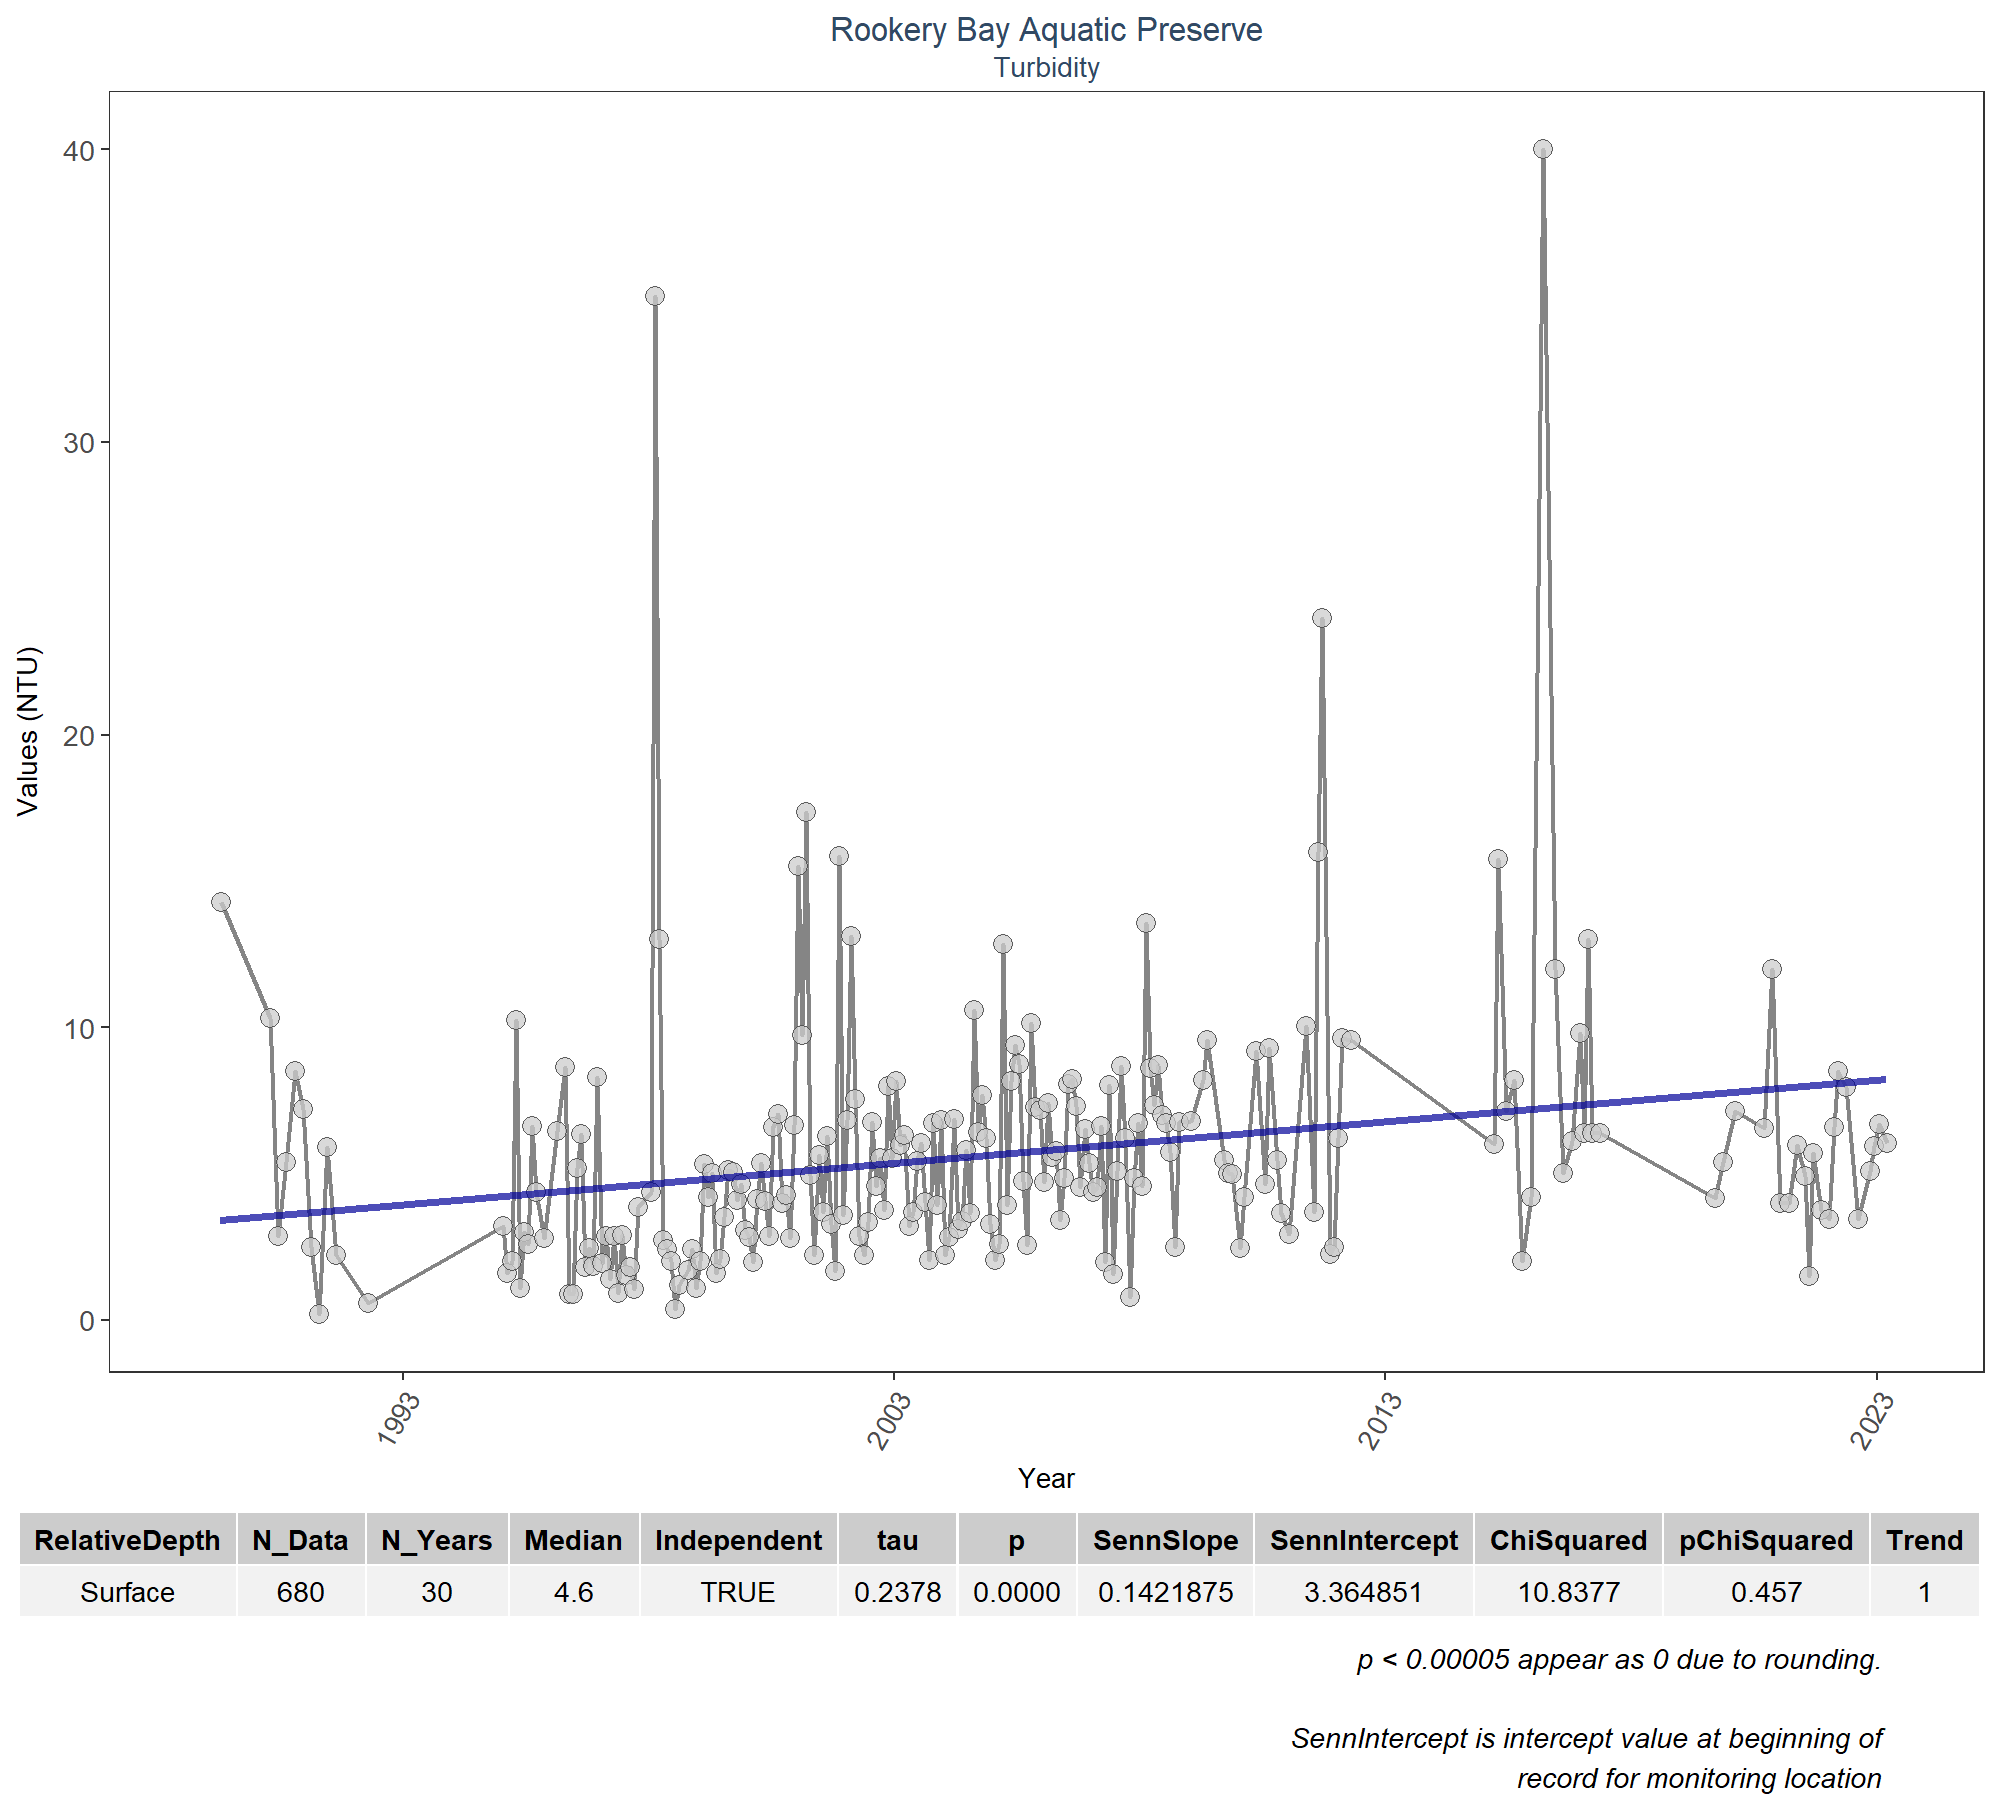 Rookery Bay Aquatic Preserve
Turbidity
Values (NTU)
40
30
20
10
0
1993
2003
2013
2023
Year
RelativeDepth N_Data N_Years Median Independent tau p SennSlope SennIntercept ChiSquared pChiSquared Trend
Surface 680 30 4.6 TRUE 0.2378 0.0000 0.1421875 3.364851 10.8377 0.457 1
p < 0.00005 appear as 0 due to rounding.
SennIntercept is intercept value at beginning of
record for monitoring location